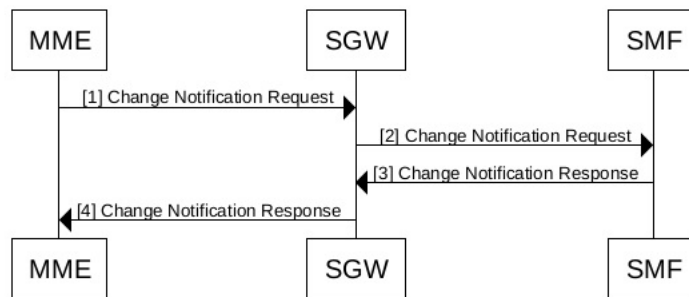 MME SGW SMF
[1] Change Notification Request
[2] Change Notification Request
[3] Change Notification Response
[4] Change Notification Response
MME SGW SMF